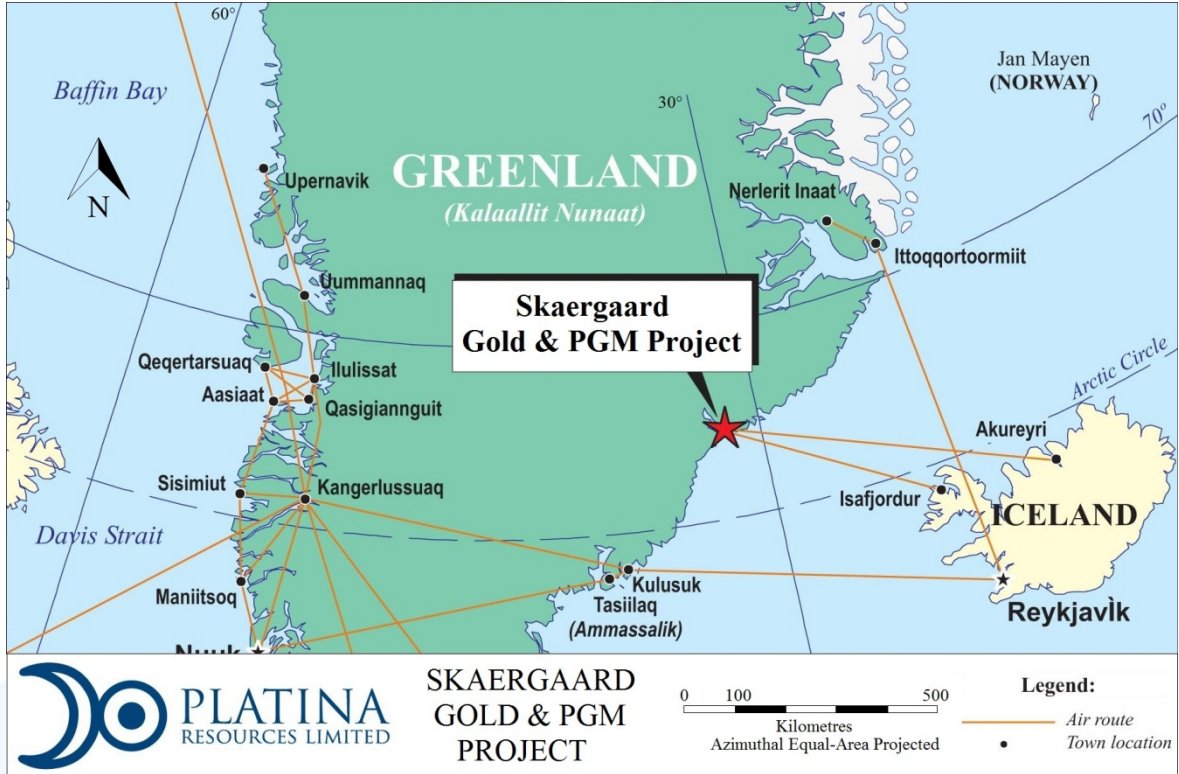 60°
Baffin Bay
N
Upernavik
GREENLAND
(Kalaallit Nunaat)
30°
Jan Mayen
(NORWAY)
70°
Nerlerit Inaat
Ittoqqortoormiit
Uummannaq
Skaergaard
Gold & PGM Project
Qeqertarsuaq
Ilulissat
Aasiaat
Qasigiannguit
Arctic Circle
Akureyri
Sisimiut
Kangerlussuaq
Isafjordur
ICELAND
Davis Strait
Maniitsoq
Kulusuk
Tasiilaq
(Ammassalik)
Reykjavìk
Nuuk
PLATINA
RESOURCES LIMITED
SKAERGAARD
GOLD & PGM
PROJECT
0 100 500
Kilometres
Azimuthal Equal-Area Projected
Legend:
Air route
Town location